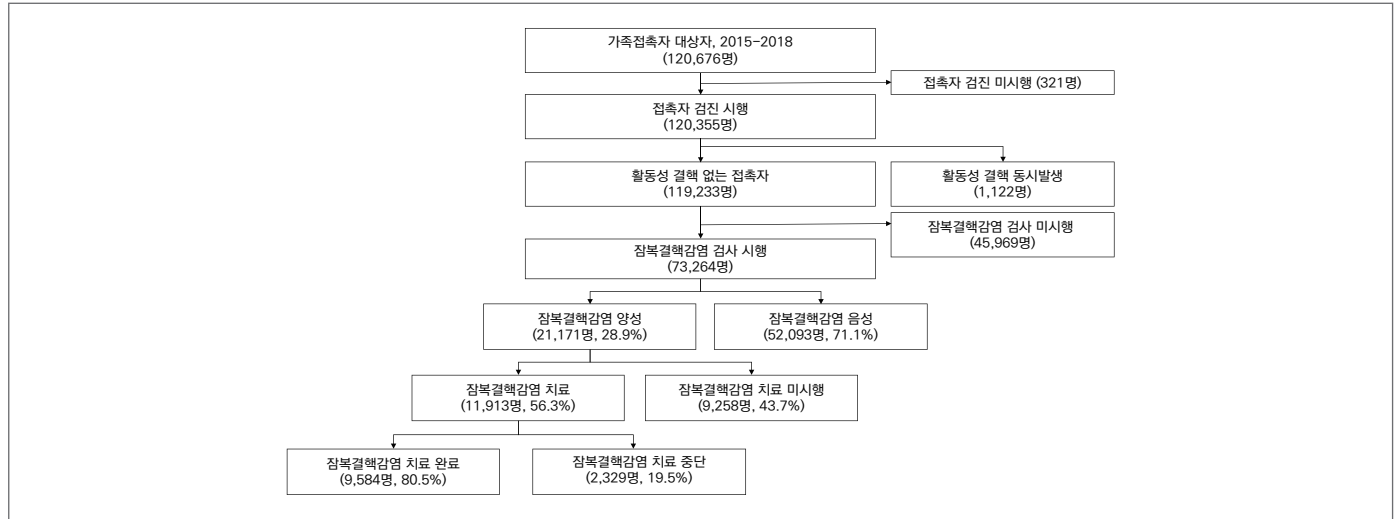 가족접촉자 대상자, 2015-2018
(120,676명)
접촉자 검진 미시행 (321명)
접촉자 검진 시행
(120,355명)
활동성 결핵 없는 접촉자
(119,233명)
활동성 결핵 동시발생
(1,122명)
잠복결핵감염 검사 미시행
(45,969명)
잠복결핵감염 검사 시행
(73,264명)
잠복결핵감염 양성
(21,171명, 28.9%)
잠복결핵감염 음성
(52,093명, 71.1%)
잠복결핵감염 치료
(11,913명, 56.3%)
잠복결핵감염 치료 미시행
(9,258명, 43.7%)
잠복결핵감염 치료 완료
(9,584명, 80.5%)
잠복결핵감염 치료 중단
(2,329명, 19.5%)